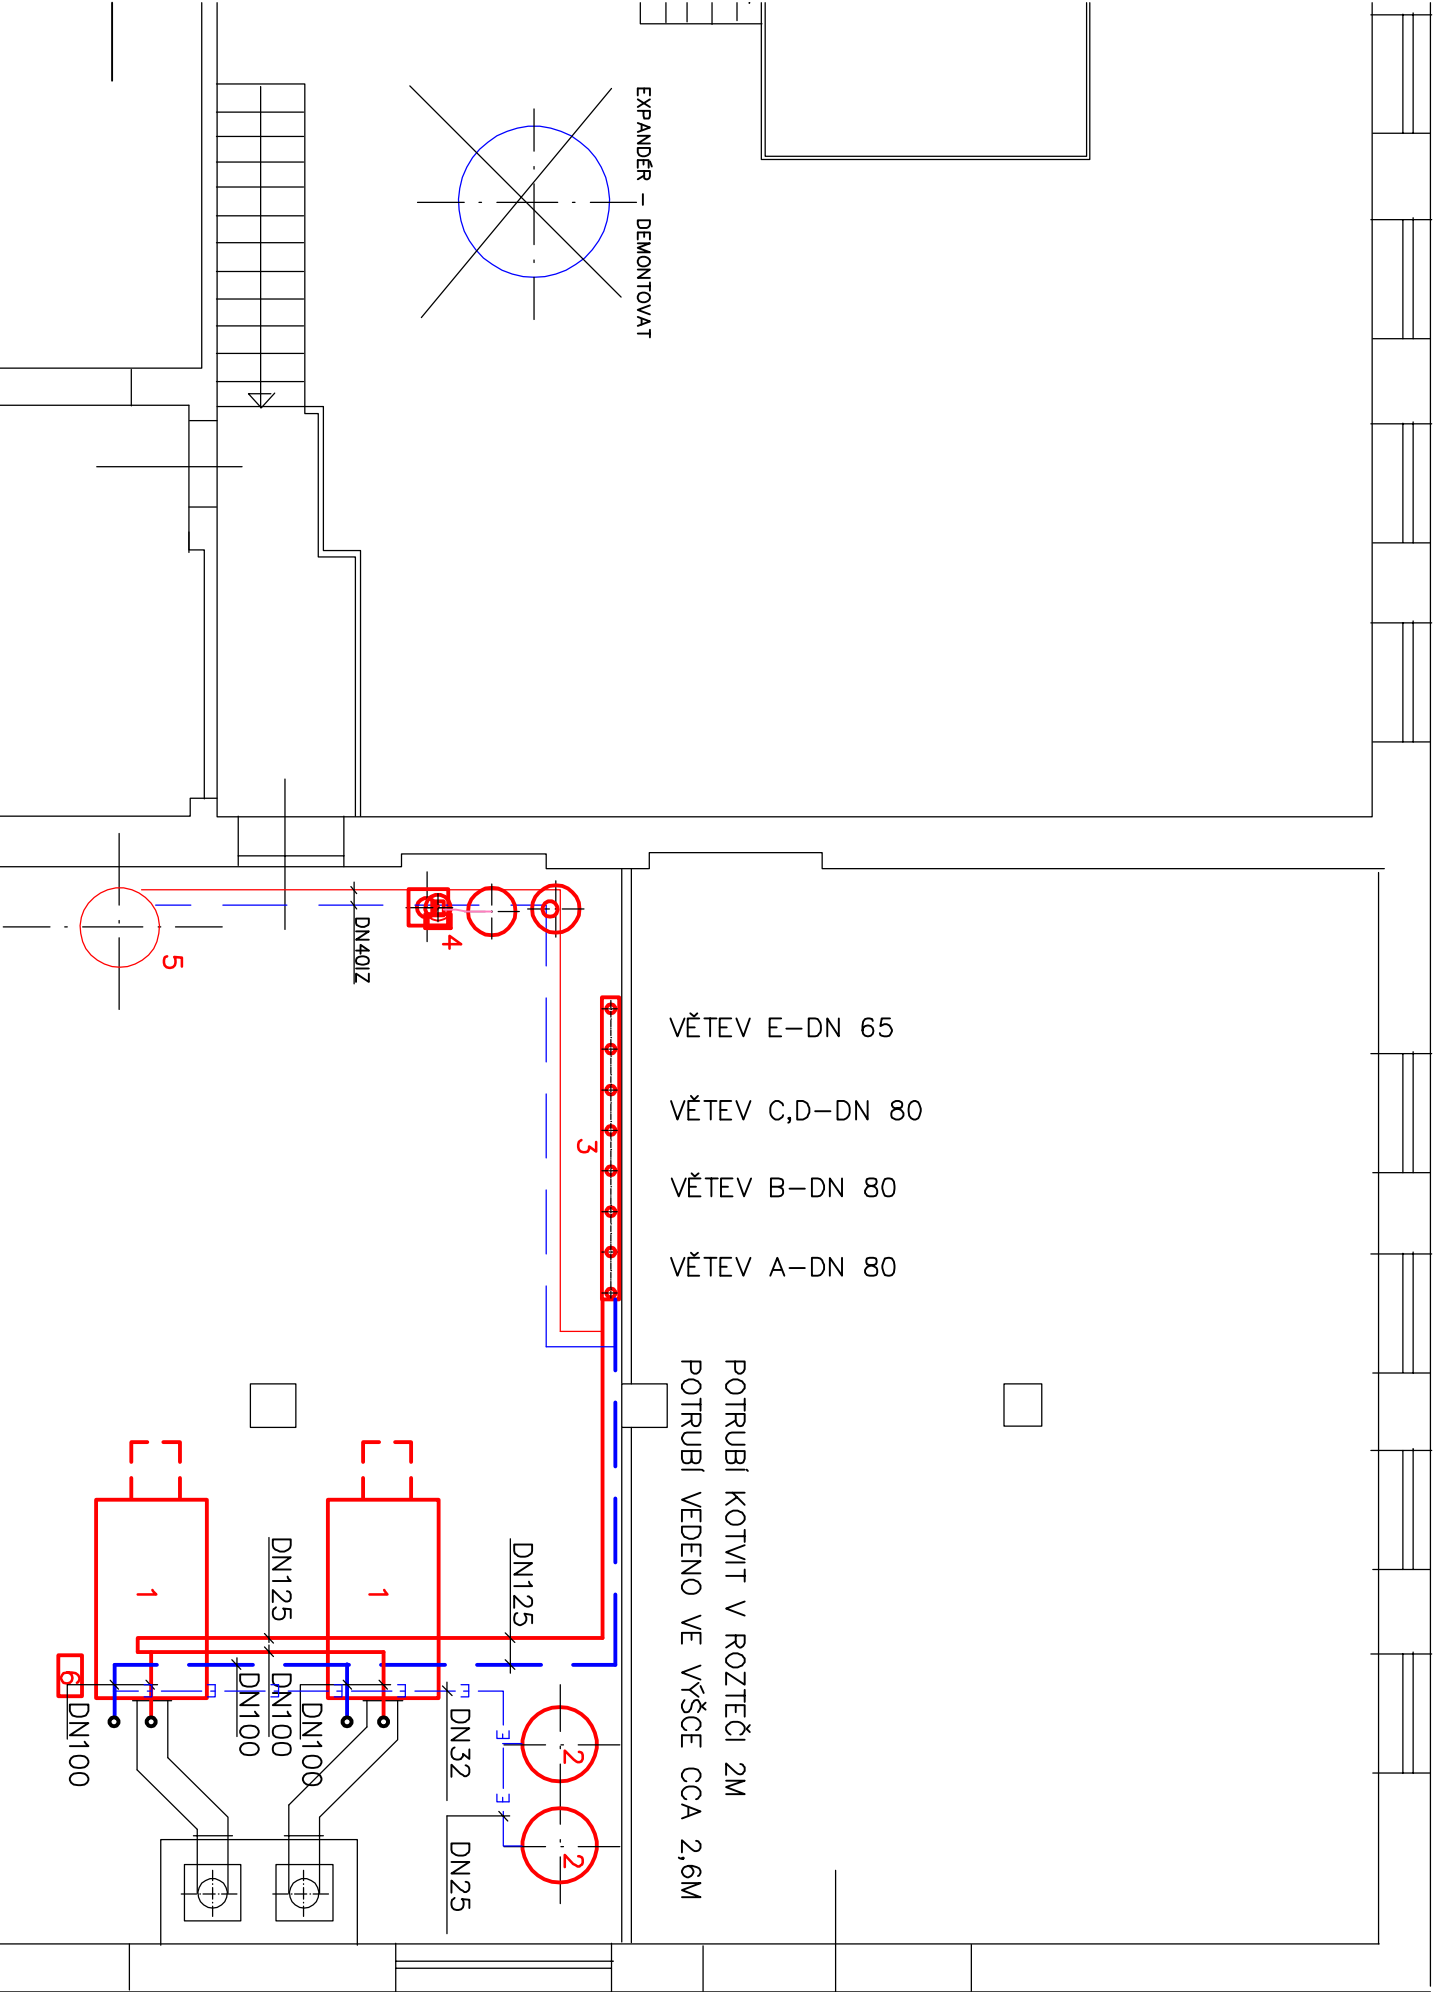 EXPANDÉR – DEMONTOVAT
DN40IZ
4
5
VĚTEV E–DN 65
VĚTEV C,D–DN 80
3
VĚTEV B–DN 80
VĚTEV A–DN 80
POTRUBÍ KOTVIT V ROZTEČI 2M
POTRUBÍ VEDENO VE VÝŠCE CCA 2,6M
DN125
DN125
1
1
6
DN100
DN100
DN100
DN100
DN32
E
E
E
E
E
E
E
2
2
DN25